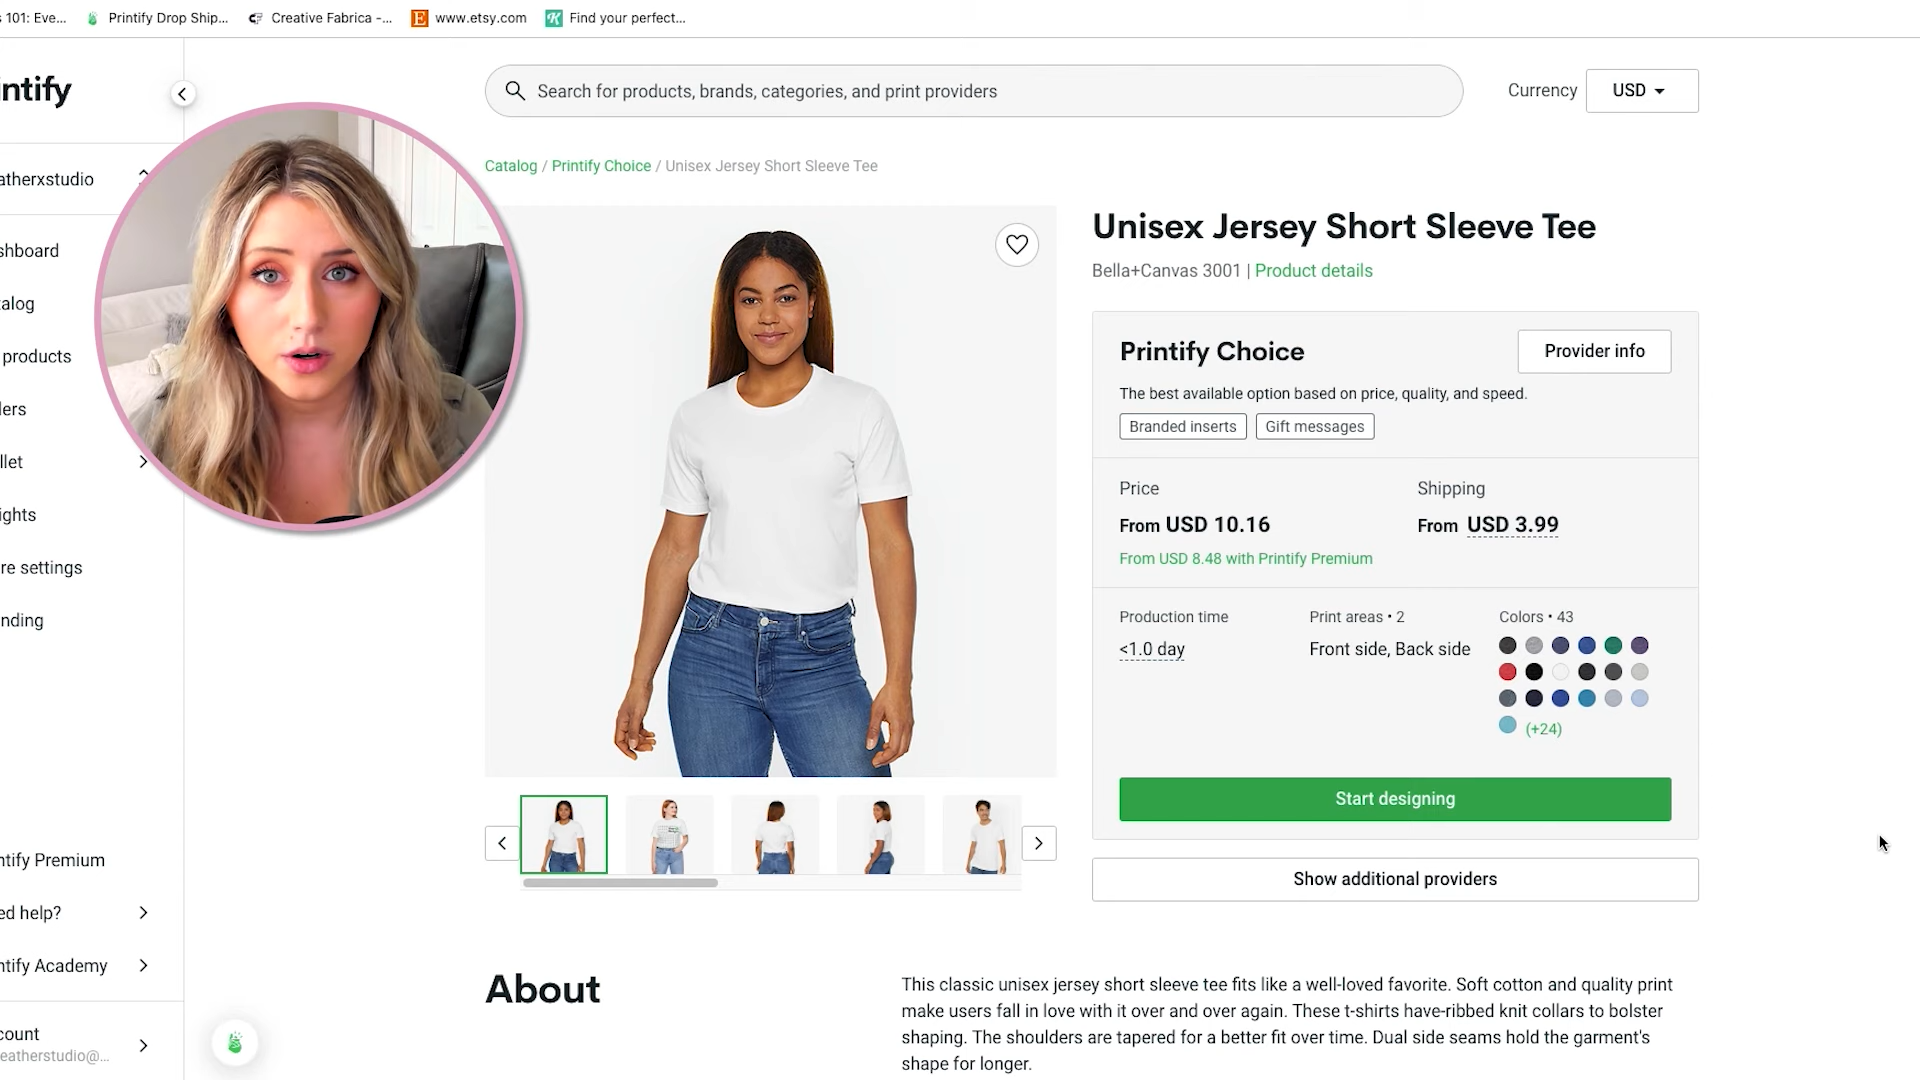 s 101: Eve...
Printify Drop Ship...
Creative Fabrica -...
www.etsy.com
Find your perfect...
intify
Search for products, brands, categories, and print providers
Currency
USD
Catalog / Printify Choice / Unisex Jersey Short Sleeve Tee
atherxstudio
shboard
alog
products
lers
llet
ights
re settings
nding
ntify Premium
ed help?
ntify Academy
count
eatherstudio@...
Unisex Jersey Short Sleeve Tee
Bella+Canvas 3001 | Product details
Printify Choice
Provider info
The best available option based on price, quality, and speed.
Branded inserts
Gift messages
Price
Shipping
From USD 10.16
From USD 3.99
From USD 8.48 with Printify Premium
Production time
Print areas • 2
Colors • 43
<1.0 day
Front side, Back side
(+24)
Start designing
Show additional providers
About
This classic unisex jersey short sleeve tee fits like a well-loved favorite. Soft cotton and quality print
make users fall in love with it over and over again. These t-shirts have-ribbed knit collars to bolster
shaping. The shoulders are tapered for a better fit over time. Dual side seams hold the garment's
shape for longer.